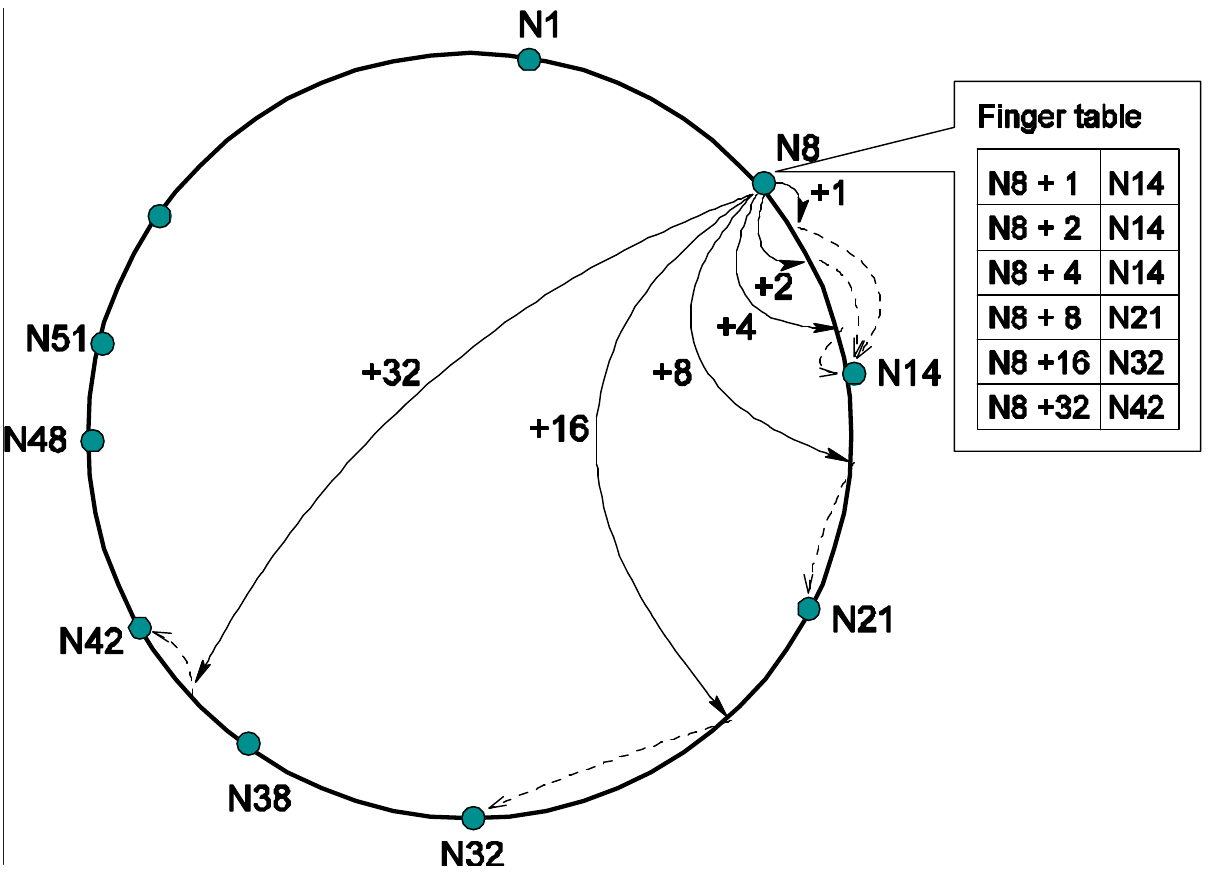 N1
N8
Finger table
N8 + 1 N14
N8 + 2 N14
N8 + 4 N14
N8 + 8 N21
N8 +16 N32
N8 +32 N42
+1
+2
+4
+8
+16
+32
N14
N21
N32
N38
N42
N48
N51